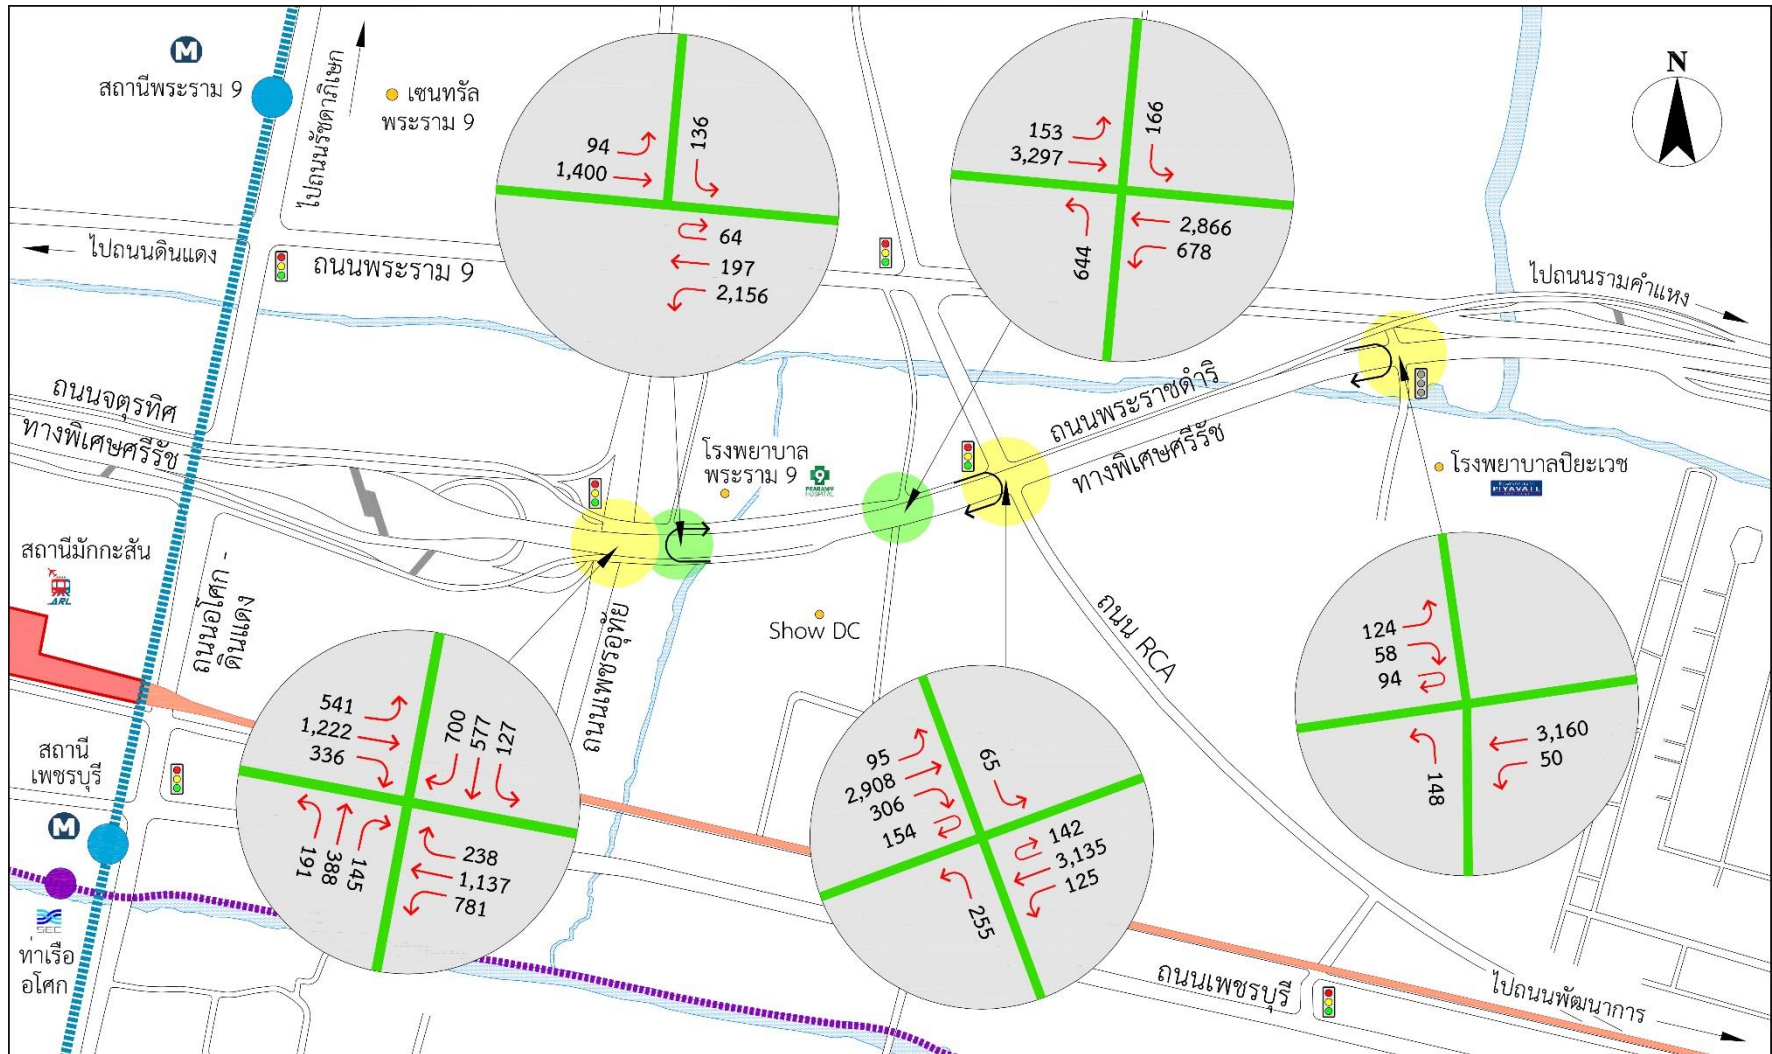 สถานีพระราม 9
ไปถนนรัชดาภิเษก
เซนทรัล
พระราม 9
ไปถนนดินแดง
ถนนพระราม 9
94
1,400
136
64
197
2,156
153
3,297
166
2,866
678
644
N
ไปถนนรามคำแหง
ถนนจตุรทิศ
ทางพิเศษศรีรัช
โรงพยาบาล
พระราม 9
9
PRARAM 9
HOSPITAL
ถนนพระราชดำริ
ทางพิเศษศรีรัช
โรงพยาบาลปิยะเวช
PIYAVATE
สถานีมักกะสัน
ARL
ถนนอโศก -
ดินแดง
ถนนเพชรอุทัย
Show DC
ถนน RCA
541
1,222
336
700
577
127
191
388
145
238
1,137
781
95
2,908
306
154
65
142
3,135
125
255
124
58
94
3,160
50
148
สถานี
เพชรบุรี
SEC
ท่าเรือ
อโศก
ถนนเพชรบุรี
ไปถนนพัฒนาการ